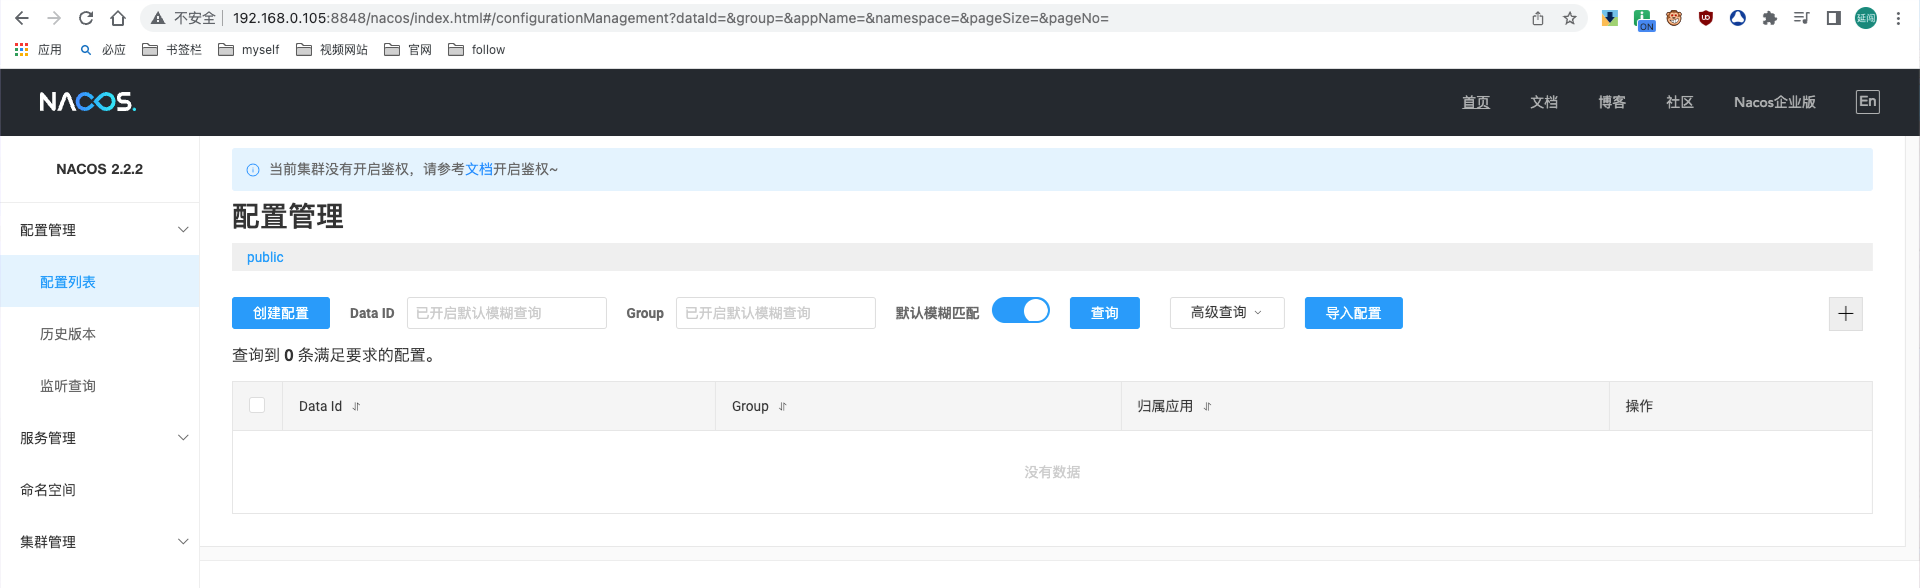 不安全 192.168.0.105:8848/nacos/index.html#/configurationManagement?dataId=&group=&appName=&namespace=&pageSize=&pageNo=
ON
延闯
应用 必应 书签栏 myself 视频网站 官网 follow
NACOS. 首页 文档 博客 社区 Nacos企业版 En
NACOS 2.2.2
配置管理
配置列表
历史版本
监听查询
服务管理
命名空间
集群管理
当前集群没有开启鉴权，请参考文档开启鉴权~
配置管理
public
创建配置 Data ID 已开启默认模糊查询 Group 已开启默认模糊查询 默认模糊匹配 查询 高级查询 导入配置
查询到 0 条满足要求的配置。
Data Id Group 归属应用 操作
没有数据